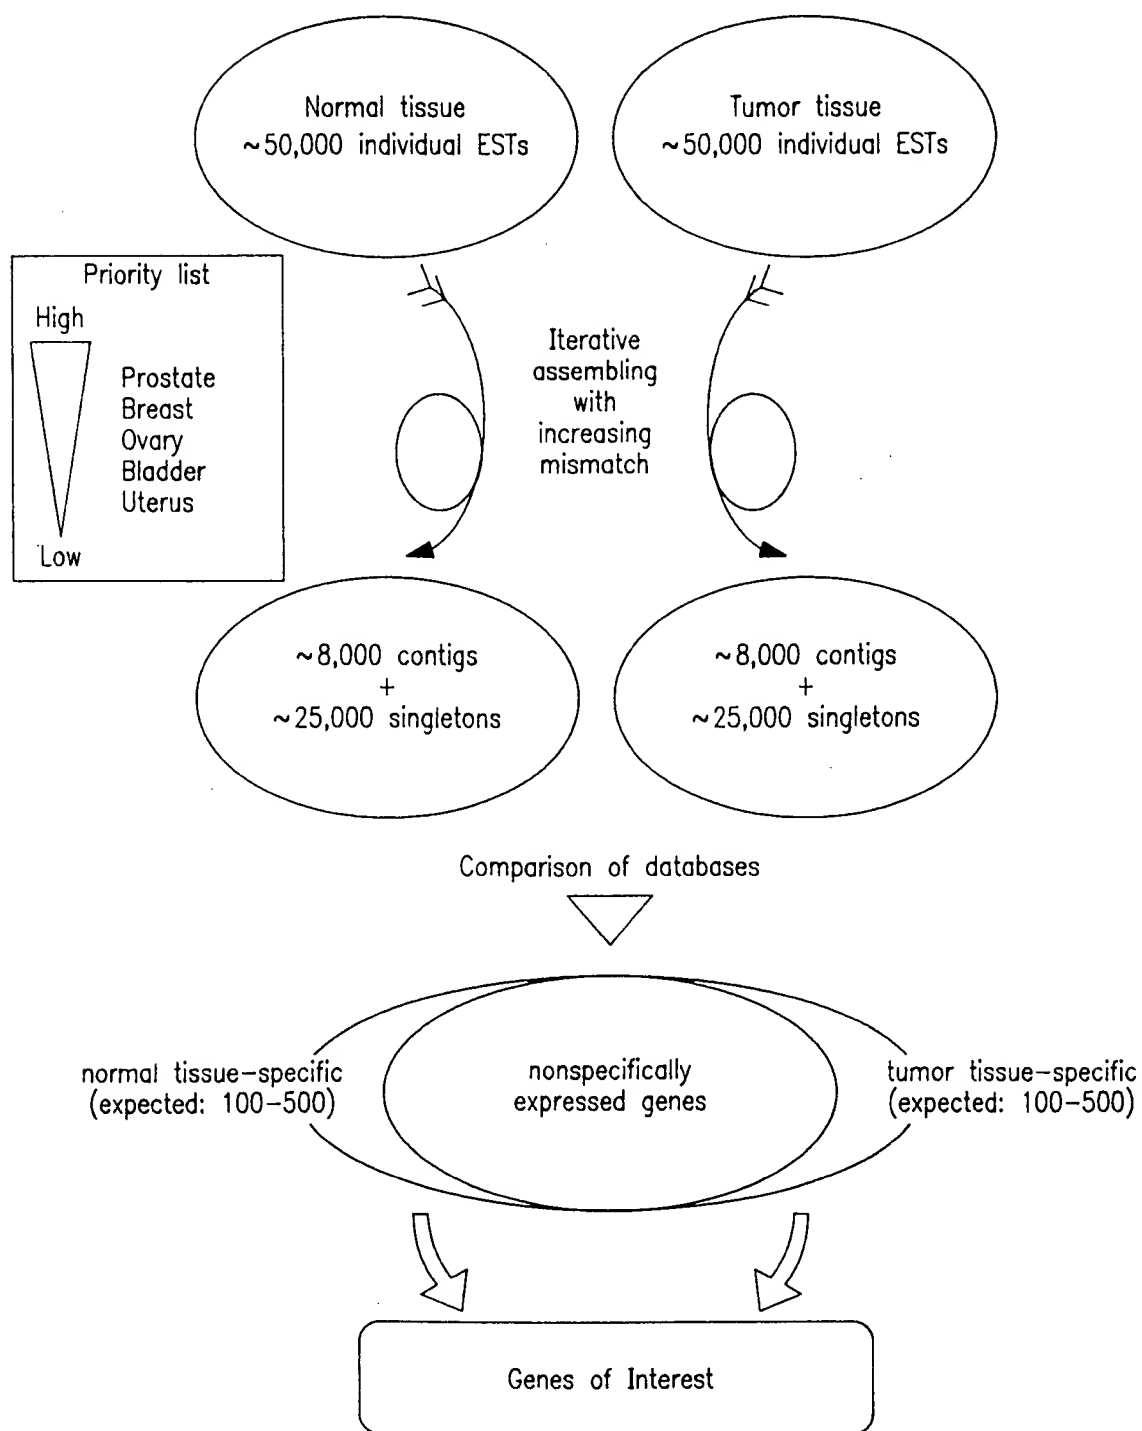 Normal tissue
~50,000 individual ESTs
Tumor tissue
~50,000 individual ESTs
Priority list
High
Prostate
Breast
Ovary
Bladder
Uterus
Low
Iterative
assembling
with
increasing
mismatch
~8,000 contigs
+
~25,000 singletons
~8,000 contigs
+
~25,000 singletons
Comparison of databases
normal tissue-specific
(expected: 100-500)
nonspecifically
expressed genes
tumor tissue-specific
(expected: 100-500)
Genes of Interest